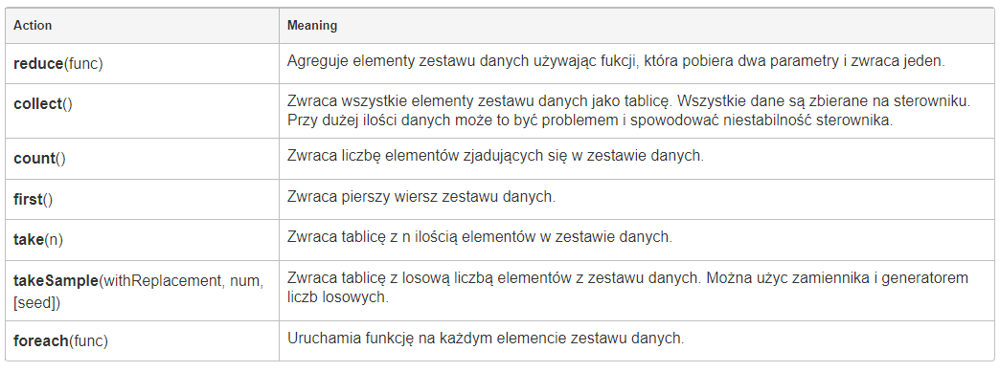 Action Meaning
reduce(func) Agreguje elementy zestawu danych używając fukcji, która pobiera dwa parametry i zwraca jeden.
collect() Zwraca wszystkie elementy zestawu danych jako tablicę. Wszystkie dane są zbierane na sterowniku.
Przy dużej ilości danych może to być problemem i spowodować niestabilność sterownika.
count() Zwraca liczbę elementów zjadujących się w zestawie danych.
first() Zwraca pierwszy wiersz zestawu danych.
take(n) Zwraca tablicę z n ilością elementów w zestawie danych.
takeSample(withReplacement, num, Zwraca tablicę z losową liczbą elementów z zestawu danych. Można użyc zamiennika i generatorem
[seed]) liczb losowych.
foreach(func) Uruchamia funkcję na każdym elemencie zestawu danych.